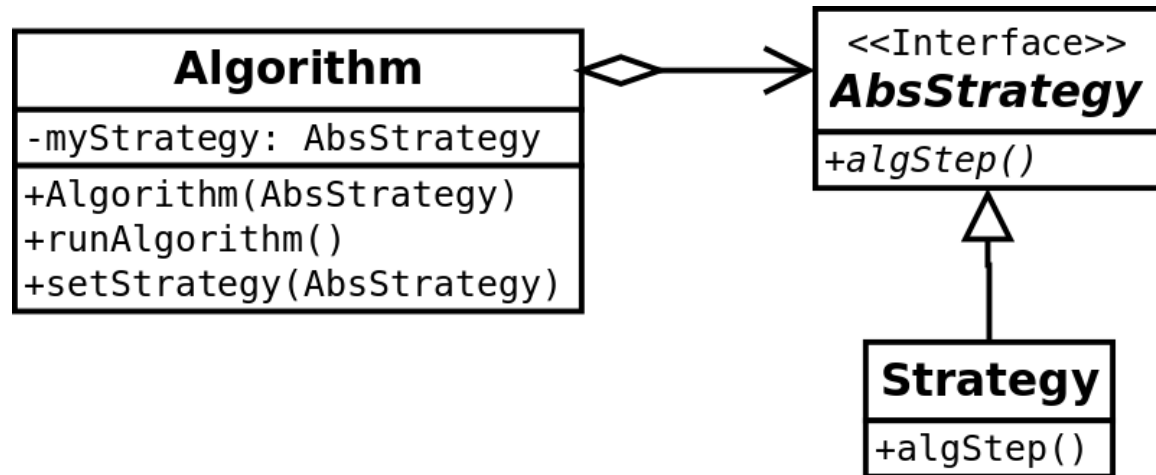 Algorithm
-myStrategy: AbsStrategy
+Algorithm(AbsStrategy)
+runAlgorithm()
+setStrategy(AbsStrategy)
<<Interface>>
AbsStrategy
+algStep()
Strategy
+algStep()